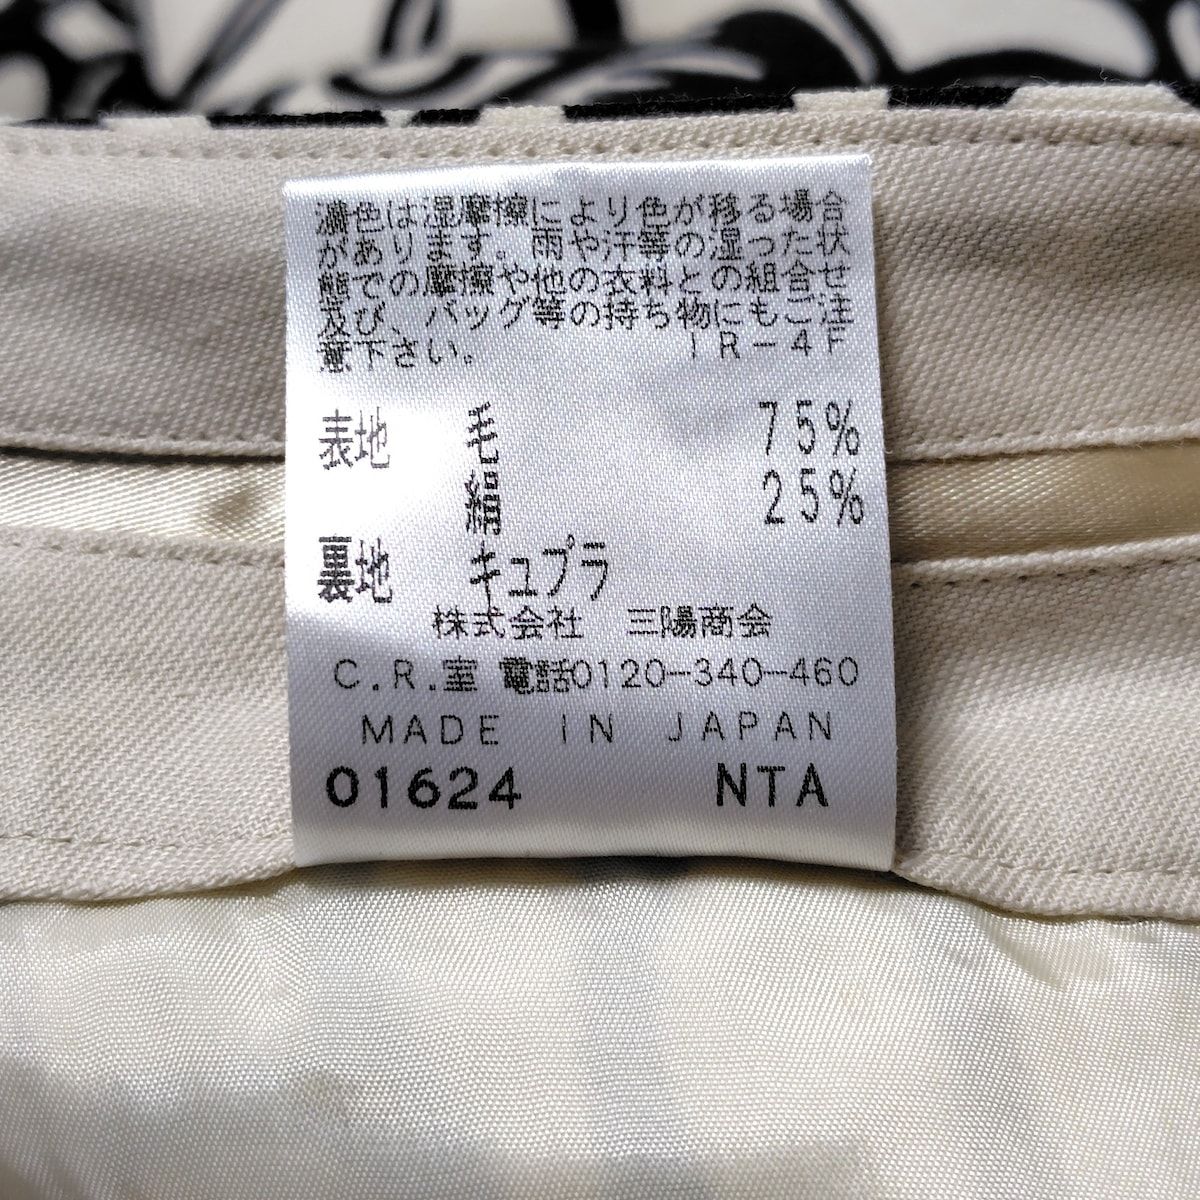 濃色は湿摩擦により色が移る場合
があります。雨や汗等の湿った状
態での摩擦や他の衣料との組合せ
及び、バッグ等の持ち物にもご注
意下さい。 IR-4F
表地 毛 75%
絹 25%
裏地 キュプラ
株式会社 三陽商会
C.R.室 電話0120-340-460
MADE IN JAPAN
01624 NTA